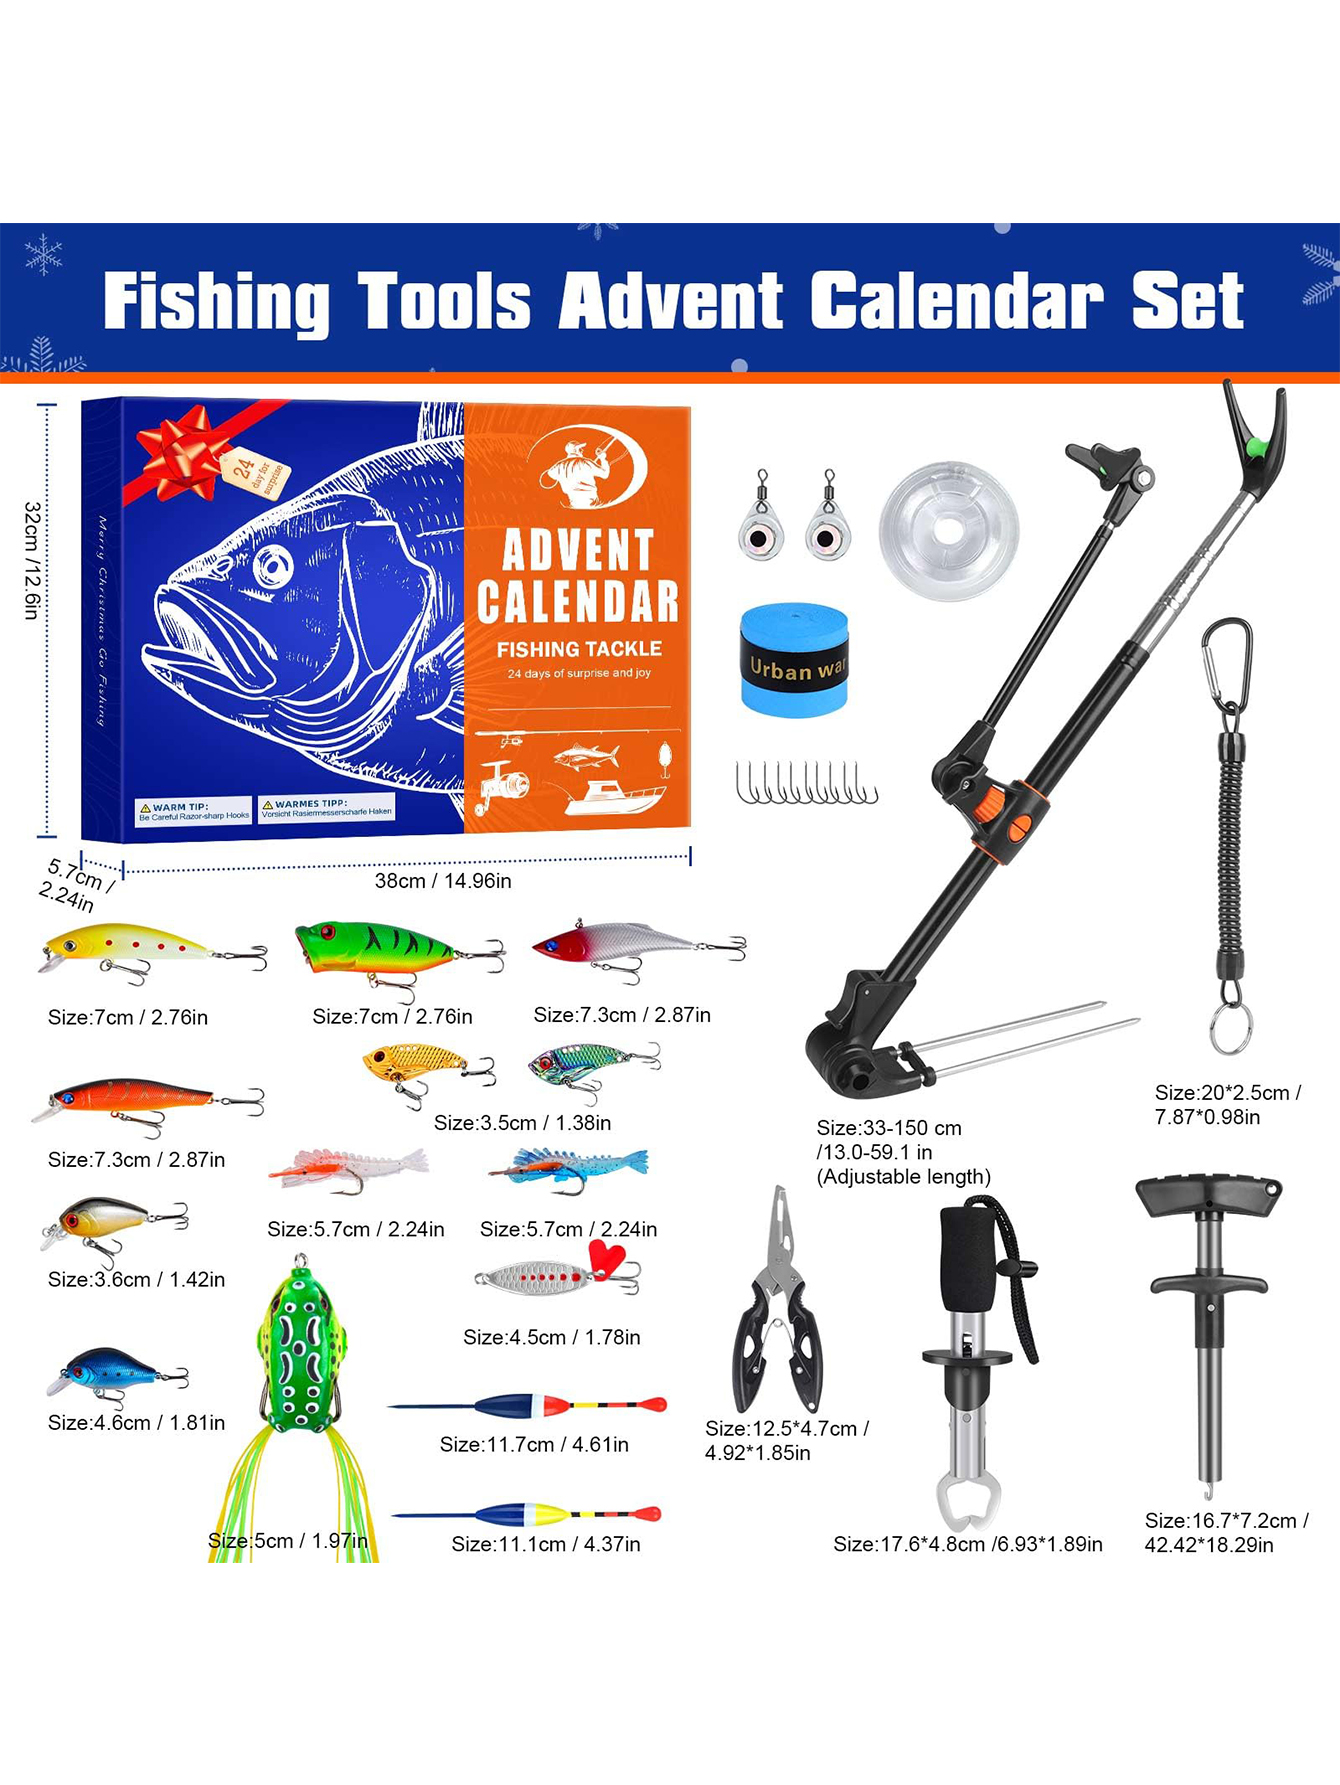 Fishing Tools Advent Calendar Set
24
day for
surprise
Merry Christmas Go Fishing
ADVENT
CALENDAR
FISHING TACKLE
24 days of surprise and joy
WARM TIP:
Be Careful Razor-sharp Hooks
WARMES TIPP:
Vorsicht Rasiermesserscharfe Haken
32cm /12.6in
5.7cm /
2.24in
38cm / 14.96in
Urban war
Size:7cm / 2.76in
Size:7cm / 2.76in
Size:7.3cm / 2.87in
Size:3.5cm / 1.38in
Size:7.3cm / 2.87in
Size:5.7cm / 2.24in
Size:5.7cm / 2.24in
Size:3.6cm / 1.42in
Size:4.5cm / 1.78in
Size:4.6cm / 1.81in
Size:11.7cm / 4.61in
Size:5cm / 1.97in
Size:11.1cm / 4.37in
Size:33-150 cm
/13.0-59.1 in
(Adjustable length)
Size:20*2.5cm /
7.87*0.98in
Size:12.5*4.7cm /
4.92*1.85in
Size:17.6*4.8cm /6.93*1.89in
Size:16.7*7.2cm /
42.42*18.29in